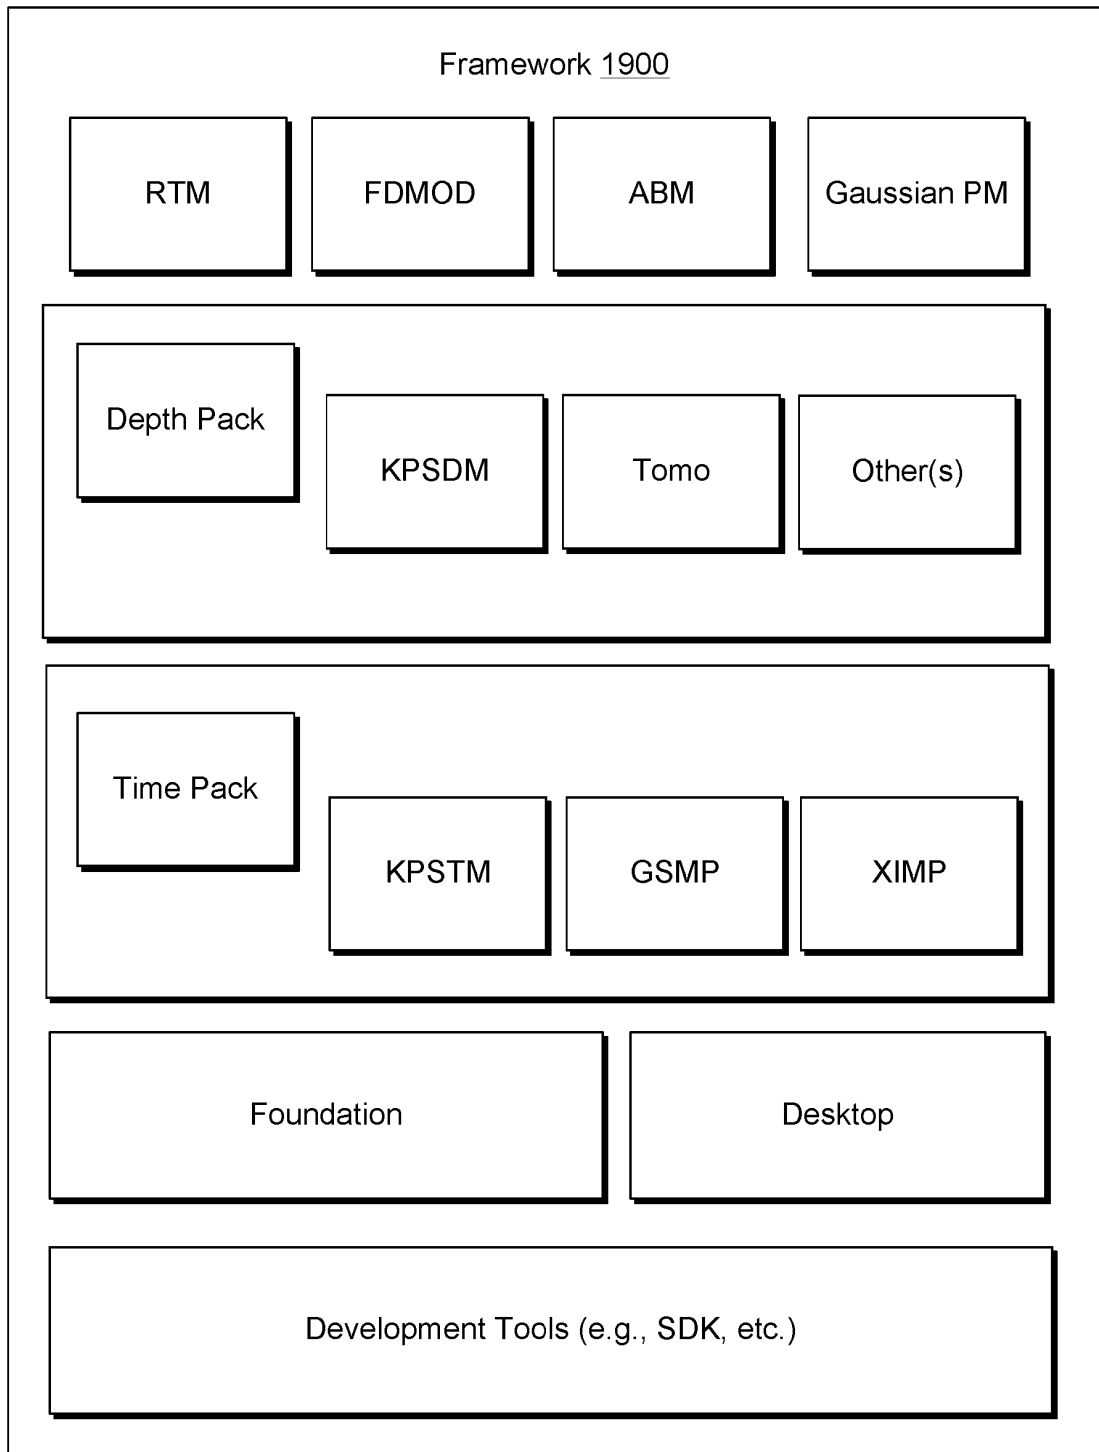 Framework 1900
RTM
FDMOD
ABM
Gaussian PM
Depth Pack
KPSDM
Tomo
Other(s)
Time Pack
KPSTM
GSMP
XIMP
Foundation
Desktop
Development Tools (e.g., SDK, etc.)